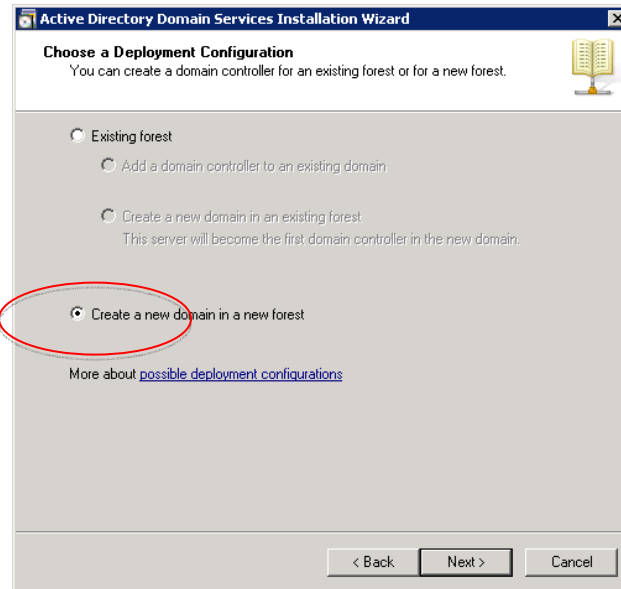 Active Directory Domain Services Installation Wizard
Choose a Deployment Configuration
You can create a domain controller for an existing forest or for a new forest.
Existing forest
Add a domain controller to an existing domain
Create a new domain in an existing forest
This server will become the first domain controller in the new domain.
Create a new domain in a new forest
More about possible deployment configurations
< Back Next > Cancel